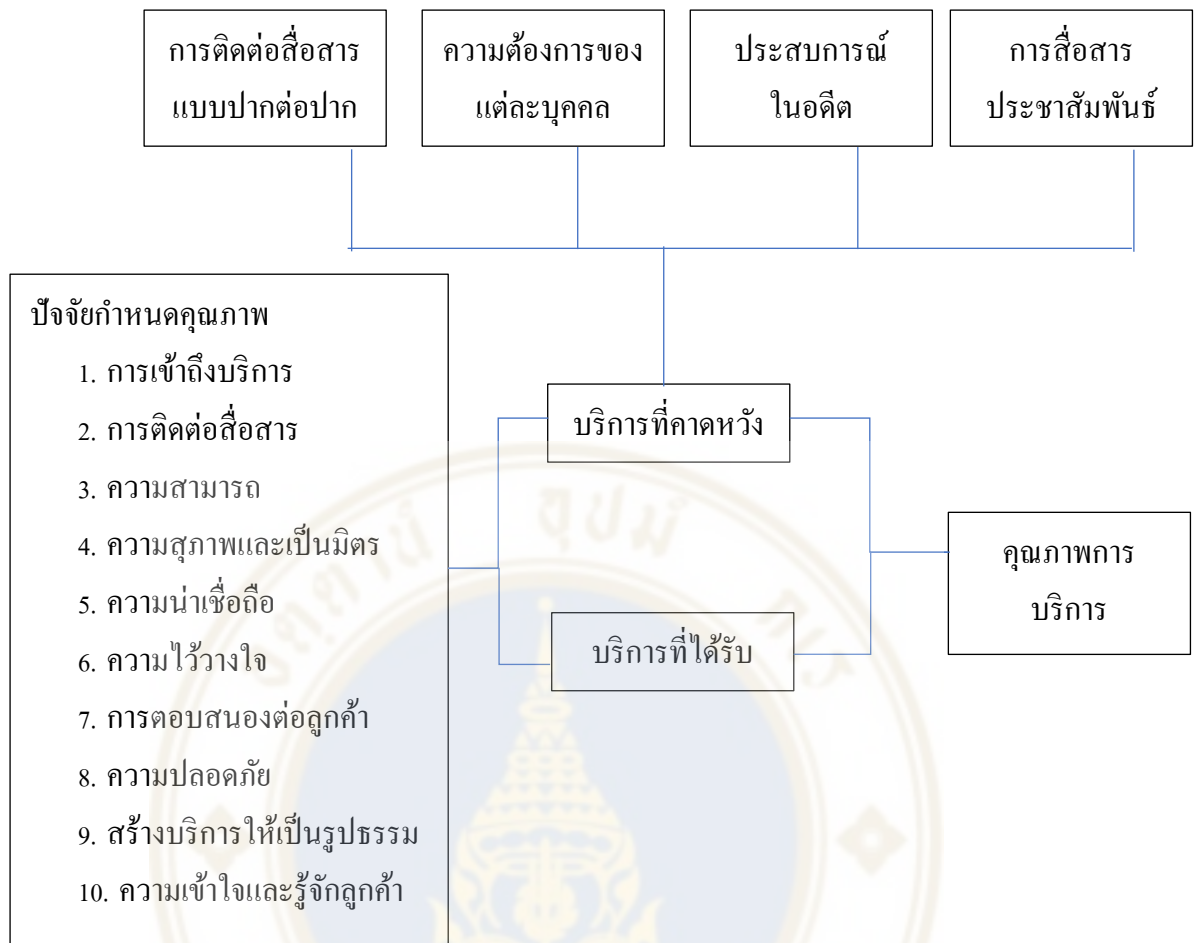 การติดต่อสื่อสาร
แบบปากต่อปาก
ความต้องการของ
แต่ละบุคคล
ประสบการณ์
ในอดีต
การสื่อสาร
ประชาสัมพันธ์
ปัจจัยกำหนดคุณภาพ
1. การเข้าถึงบริการ
2. การติดต่อสื่อสาร
3. ความสามารถ
4. ความสุภาพและเป็นมิตร
5. ความน่าเชื่อถือ
6. ความไว้วางใจ
7. การตอบสนองต่อลูกค้า
8. ความปลอดภัย
9. สร้างบริการให้เป็นรูปธรรม
10. ความเข้าใจและรู้จักลูกค้า
บริการที่คาดหวัง
บริการที่ได้รับ
คุณภาพการ
บริการ